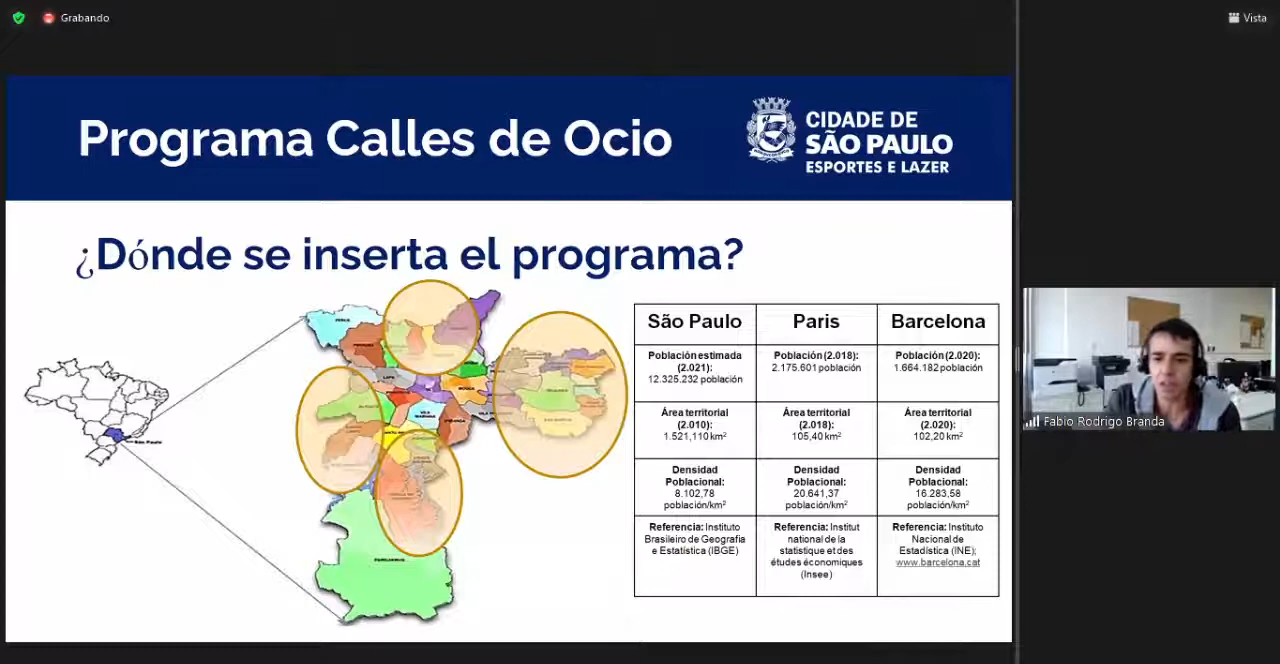 Grabando
Vista
Programa Calles de Ocio
CIDADE DE
SÃO PAULO
ESPORTES E LAZER
¿Dónde se inserta el programa?
São Paulo
Paris
Barcelona
Población estimada
(2.021):
12.325.232 población
Población (2.018):
2.175.601 población
Población (2.020):
1.664.182 población
Área territorial
(2.010):
1.521,110 km²
Área territorial
(2.018):
105,40 km²
Área territorial
(2.020):
102,20 km²
Densidad
Poblacional:
8.102,78
población/km²
Densidad
Poblacional:
20.641,37
población/km²
Densidad
Poblacional:
16.283,58
población/km²
Referencia: Instituto
Brasileiro de Geografia
e Estatística (IBGE)
Referencia: Institut
national de la
statistique et des
études économiques
(Insee)
Referencia: Instituto
Nacional de
Estadística (INE);
www.barcelona.cat
São Paulo
Fabio Rodrigo Branda